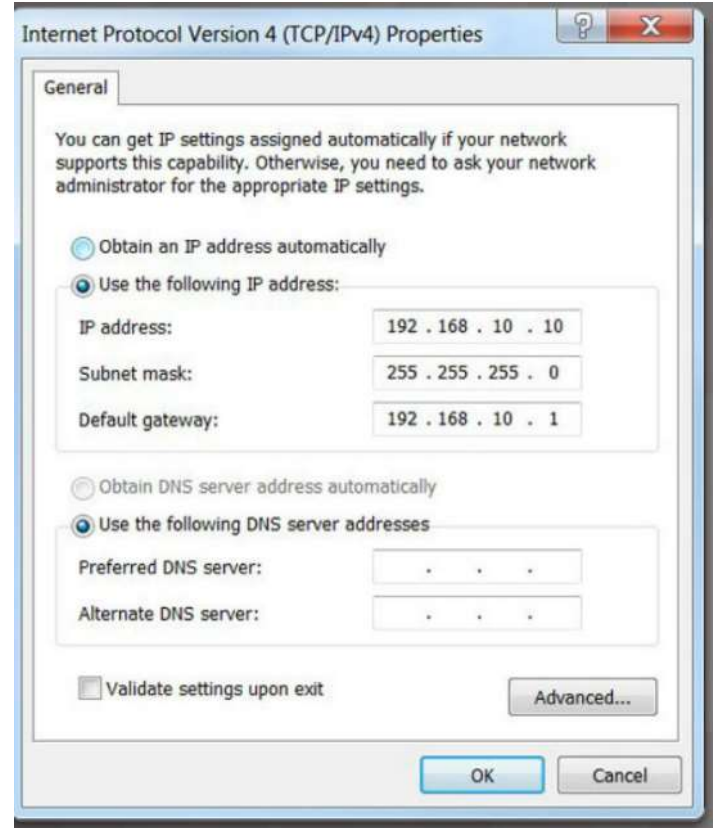 Internet Protocol Version 4 (TCP/IPv4) Properties
General
You can get IP settings assigned automatically if your network
supports this capability. Otherwise, you need to ask your network
administrator for the appropriate IP settings.
Obtain an IP address automatically
Use the following IP address:
IP address: 192 . 168 . 10 . 10
Subnet mask: 255 . 255 . 255 . 0
Default gateway: 192 . 168 . 10 . 1
Obtain DNS server address automatically
Use the following DNS server addresses
Preferred DNS server: . . .
Alternate DNS server: . . .
Validate settings upon exit
Advanced...
OK Cancel